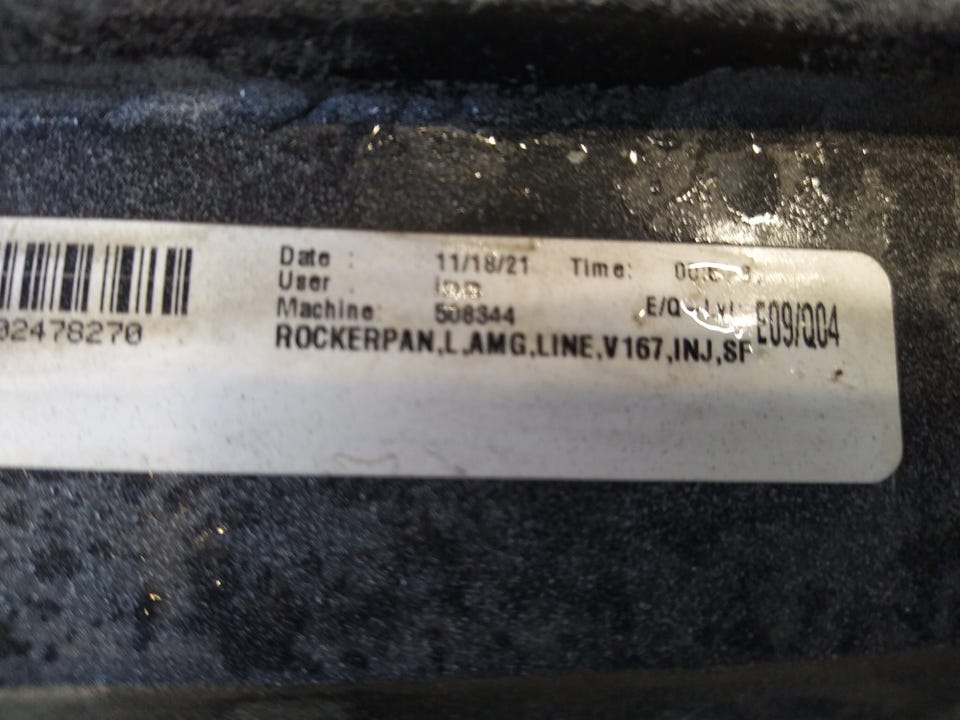 Date : 11/18/21 Time:
User :
Machine: 508344 E09/Q04
02478270
ROCKERPAN,L,AMG,LINE,V167,INJ,SF